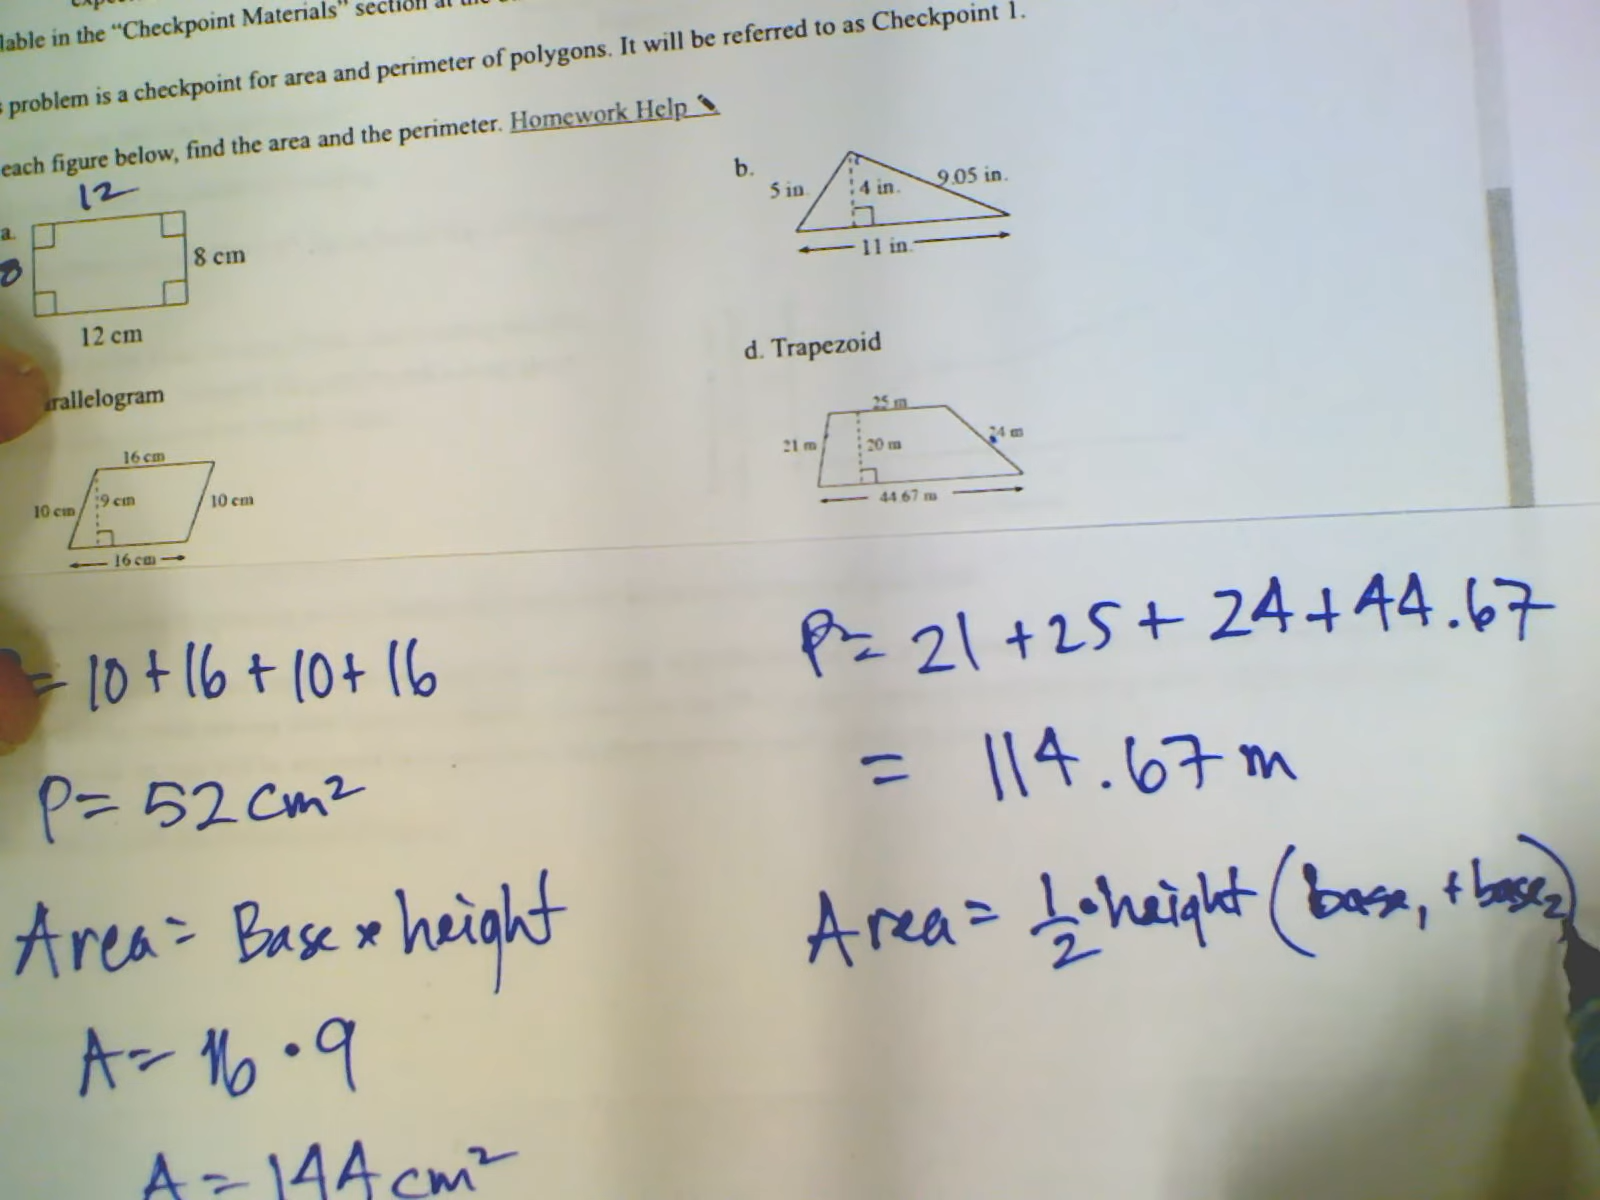 lable in the “Checkpoint Materials” section at the
problem is a checkpoint for area and perimeter of polygons. It will be referred to as Checkpoint 1.
each figure below, find the area and the perimeter. Homework Help ✎
12
a.
8
8 cm
12 cm
b.
5 in.
4 in.
9.05 in.
11 in.
rallelogram
16 cm
10 cm
9 cm
10 cm
16 cm
d. Trapezoid
25 m
21 m
20 m
24 m
44.67 m
= 10 + 16 + 10 + 16
P = 52 cm²
Area = Base × height
A = 16 · 9
A = 144 cm²
P = 21 + 25 + 24 + 44.67
= 114.67 m
Area = 1/2 · height (base₁ + base₂)